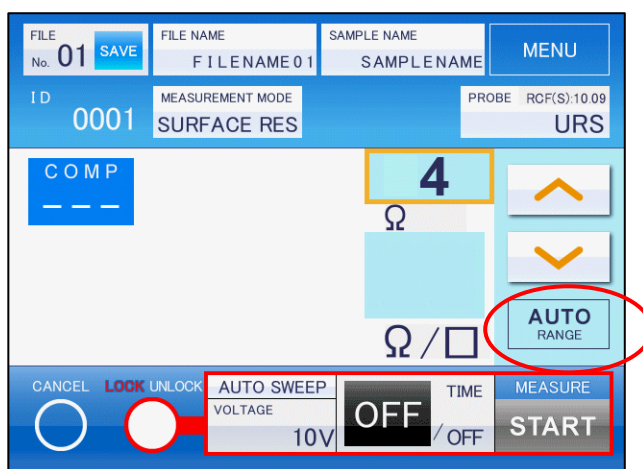 FILE
No. 01 SAVE
FILE NAME
FILENAME01
SAMPLE NAME
SAMPLENAME
MENU
ID
0001
MEASUREMENT MODE
SURFACE RES
PROBE RCF(S):10.09
URS
COMP
---
4
Ω
Ω/□
AUTO
RANGE
CANCEL LOCK UNLOCK
AUTO SWEEP
VOLTAGE
10V
OFF
TIME
/OFF
MEASURE
START